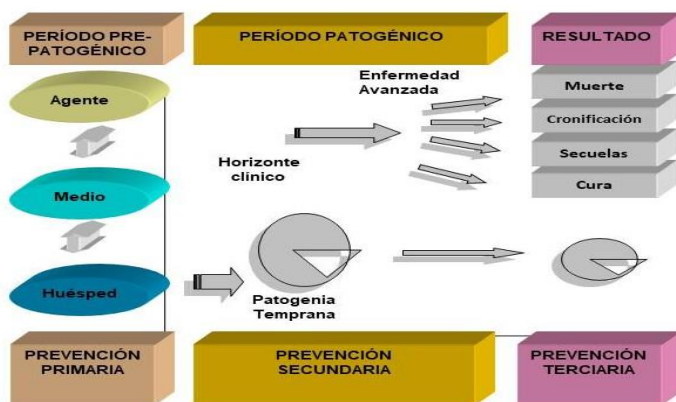 PERÍODO PRE-
PATOGÉNICO
PERÍODO PATOGÉNICO
RESULTADO
Agente
Medio
Huésped
Enfermedad
Avanzada
Horizonte
clínico
Patogenia
Temprana
Muerte
Cronificación
Secuelas
Cura
PREVENCIÓN
PRIMARIA
PREVENCIÓN
SECUNDARIA
PREVENCIÓN
TERCIARIA